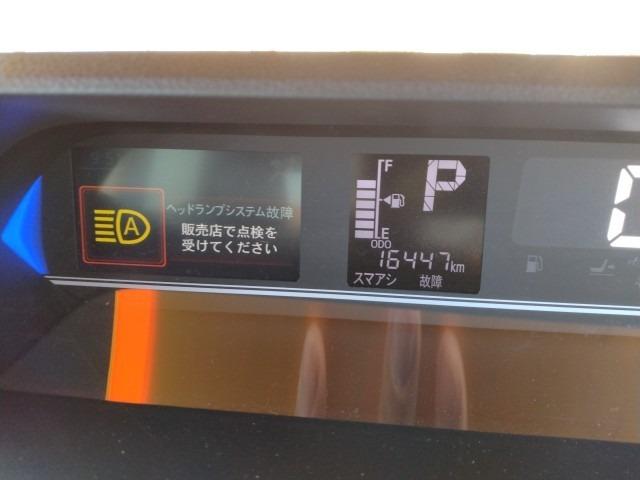 A
ヘッドランプシステム故障
販売店で点検を
受けてください
F
P
E
ODO
16447km
スマアシ 故障